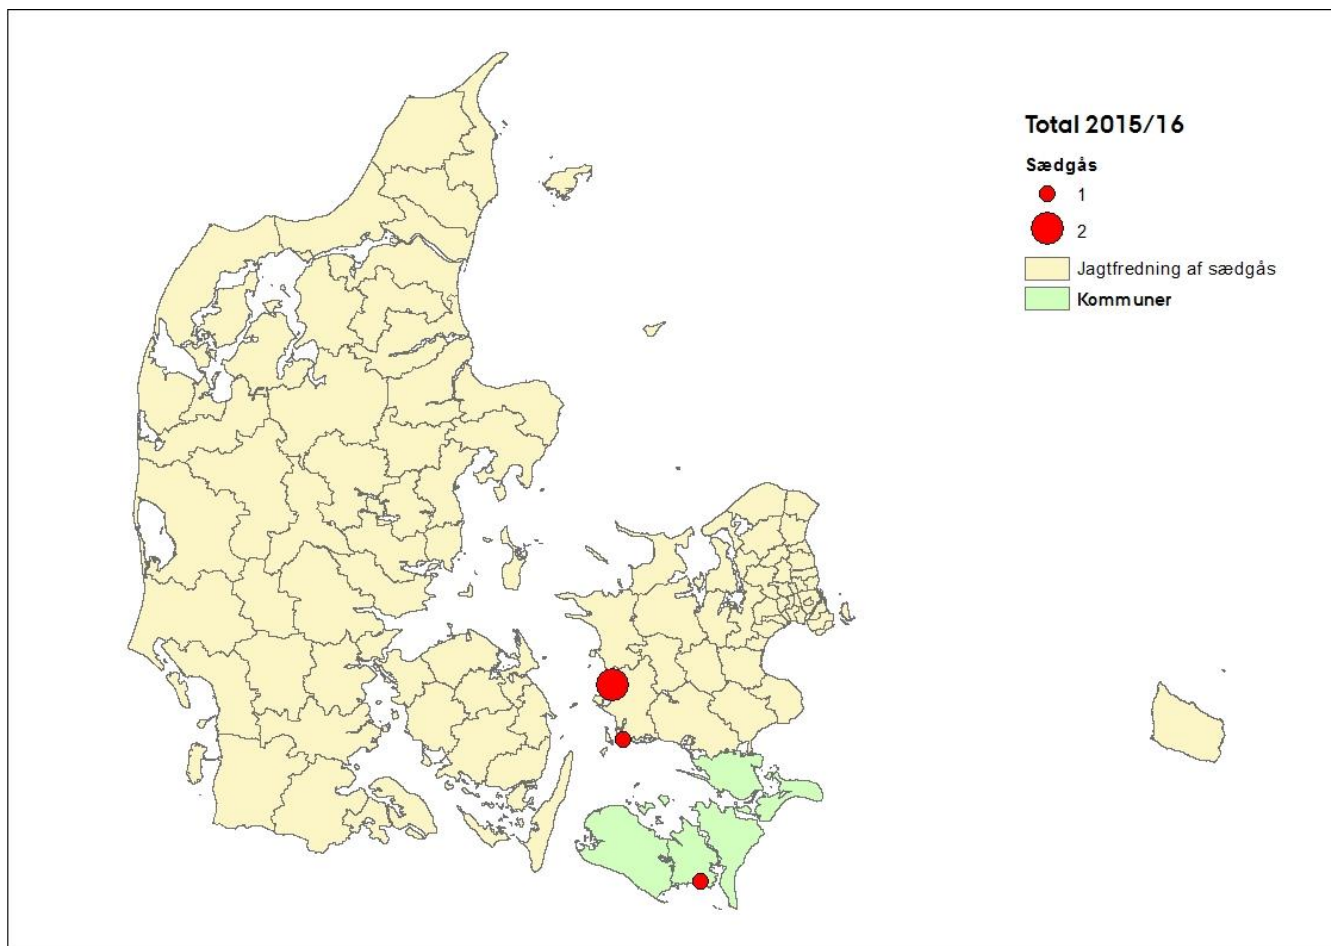 Total 2015/16
Sædgås
1
2
Jagtfredning af sædgås
Kommuner